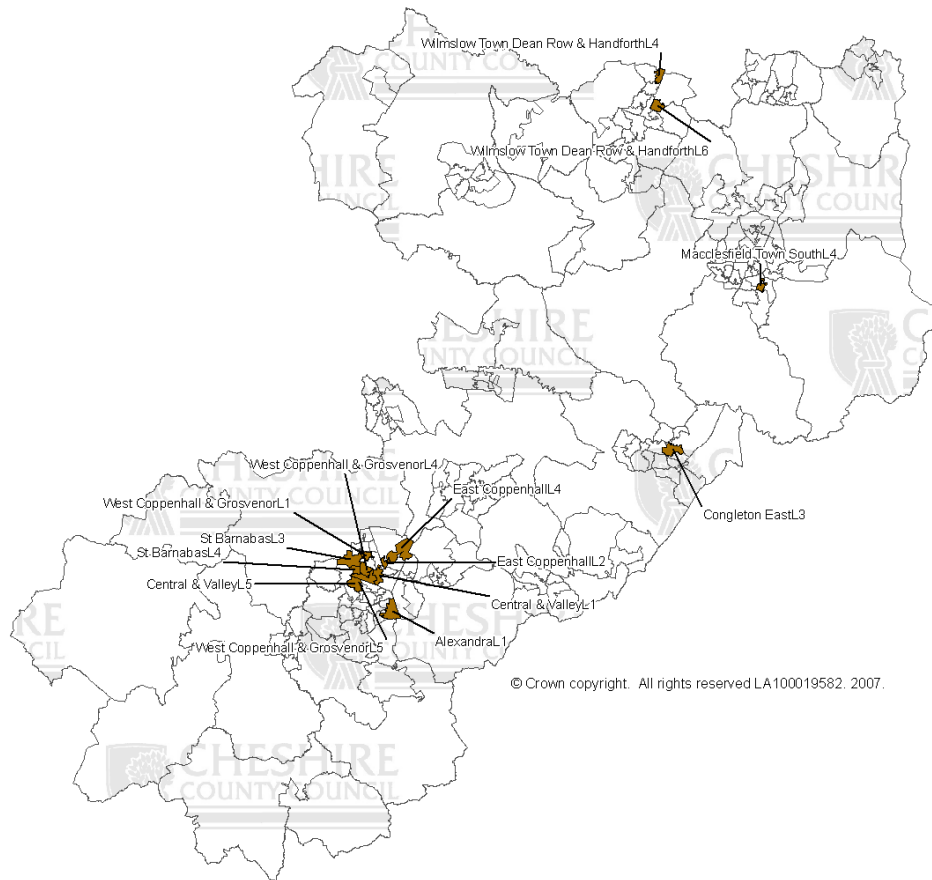 Wilmslow Town Dean Row & HandforthL4
Wilmslow Town Dean Row & HandforthL6
Macclesfield Town SouthL4
West Coppenhall & GrosvenorL4
East CoppenhallL4
West Coppenhall & GrosvenorL1
Congleton EastL3
St BarnabasL3
St BarnabasL4
East CoppenhallL2
Central & ValleyL5
Central & ValleyL1
AlexandraL1
West Coppenhall & GrosvenorL5
© Crown copyright. All rights reserved LA100019582. 2007.
CHESHIRE
COUNTY COUNCIL